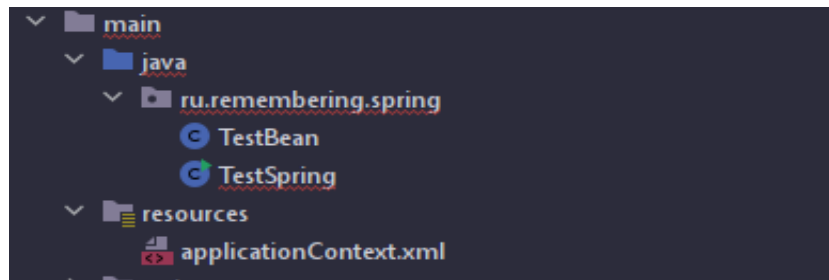 main
java
ru.remembering.spring
TestBean
TestSpring
resources
applicationContext.xml